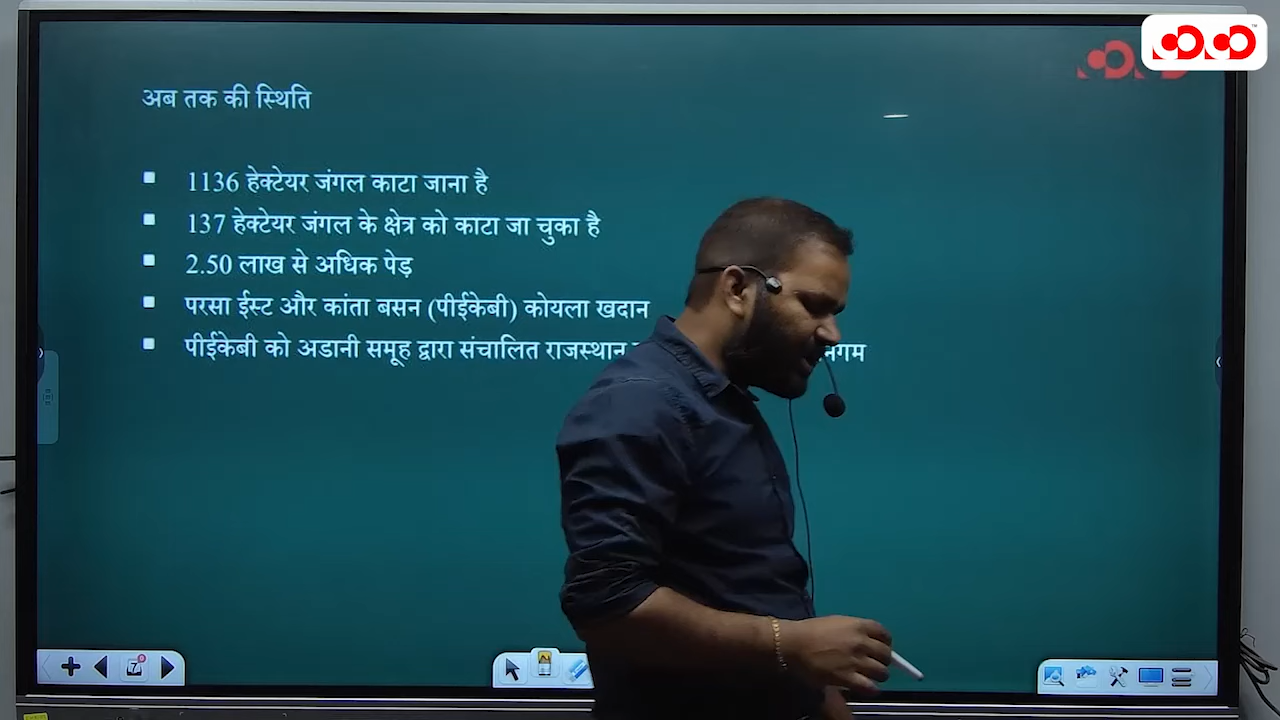 अब तक की स्थिति
1136 हेक्टेयर जंगल काटा जाना है
137 हेक्टेयर जंगल के क्षेत्र को काटा जा चुका है
2.50 लाख से अधिक पेड़
परसा ईस्ट और कांता बसन (पीईकेबी) कोयला खदान
पीईकेबी को अडानी समूह द्वारा संचालित राजस्थान